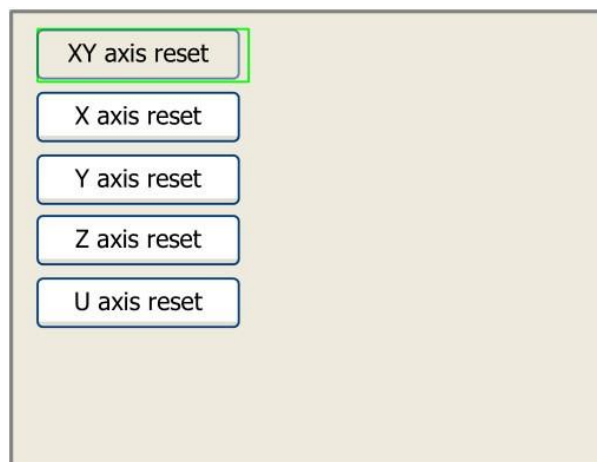 XY axis reset
X axis reset
Y axis reset
Z axis reset
U axis reset